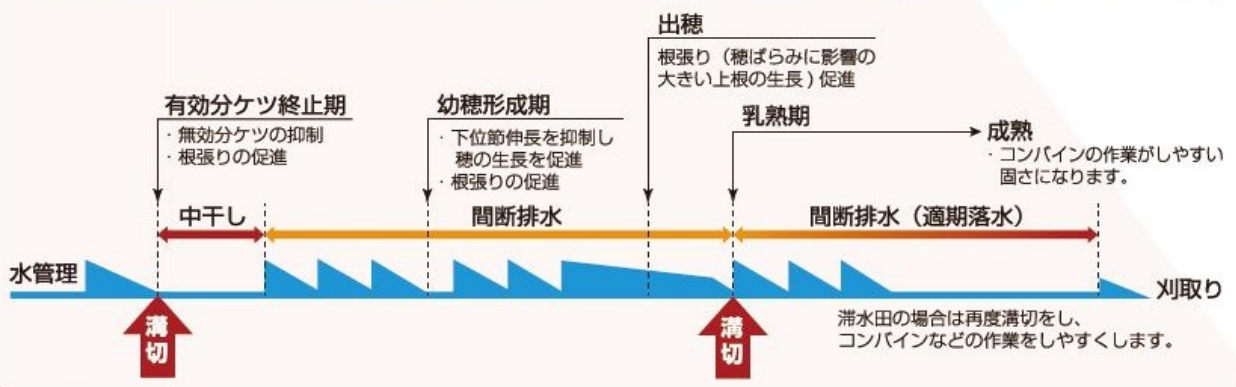 出穂
根張り（穂ばらみに影響の
大きい上根の生長）促進
有効分ケツ終止期
・無効分ケツの抑制
・根張りの促進
幼穂形成期
・下位節伸長を抑制し
穂の生長を促進
・根張りの促進
乳熟期
成熟
・コンバインの作業がしやすい
固さになります。
中干し
間断排水
間断排水（適期落水）
水管理
刈取り
溝切
溝切
滞水田の場合は再度溝切をし、
コンバインなどの作業をしやすくします。